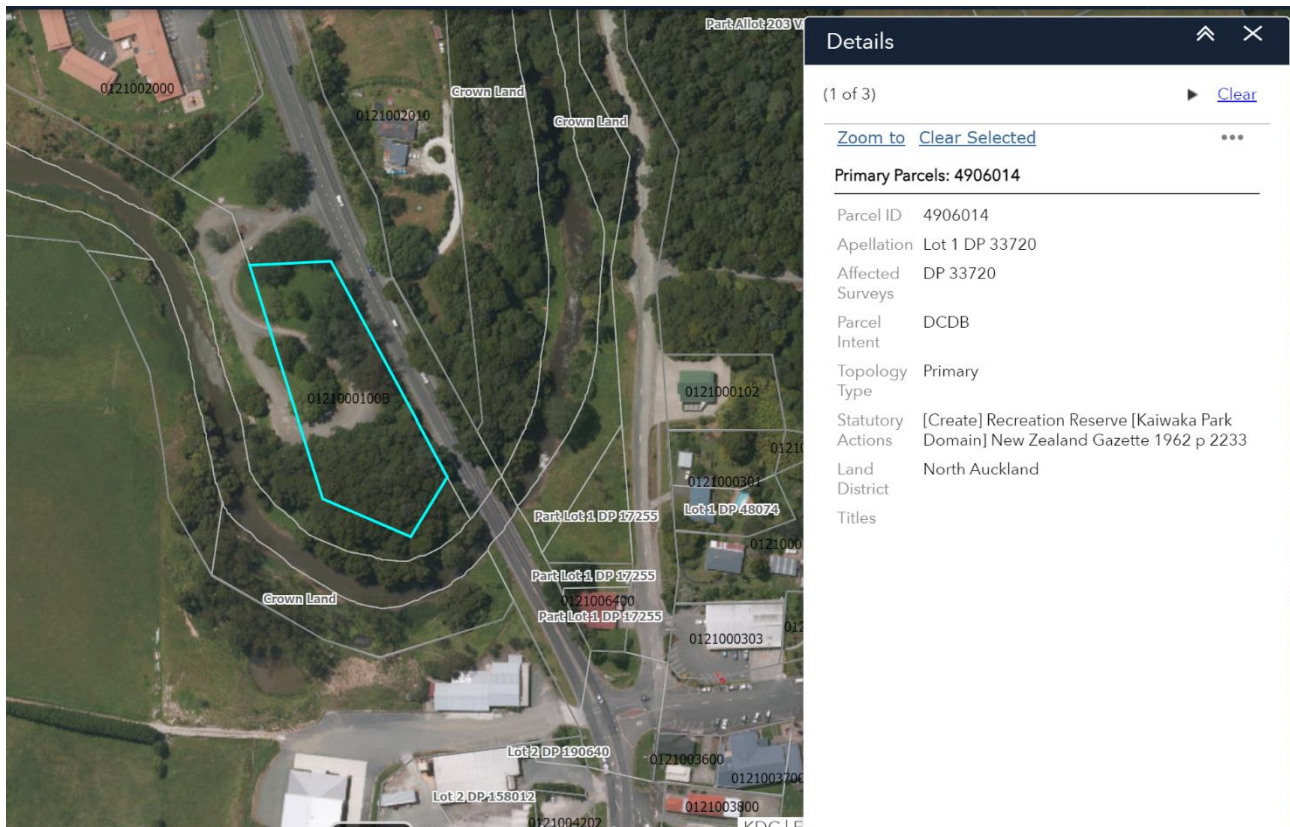 Part Allot 203 V
0121002000
Crown Land
0121002010
Crown Land
0121000100B
0121000102
01210
0121000301
Part Lot 1 DP 17255
Lot 1 DP 48074
0121000
Part Lot 1 DP 17255
Crown Land
0121006400
Part Lot 1 DP 17255
0121000303
012
Lot 2 DP 190640
0121003600
0121003700
Lot 2 DP 158012
0121003800
0121004202
Details
(1 of 3)
Clear
Zoom to Clear Selected
Primary Parcels: 4906014
Parcel ID 4906014
Apellation Lot 1 DP 33720
Affected DP 33720
Surveys
Parcel DCDB
Intent
Topology Primary
Type
Statutory [Create] Recreation Reserve [Kaiwaka Park
Actions Domain] New Zealand Gazette 1962 p 2233
Land North Auckland
District
Titles